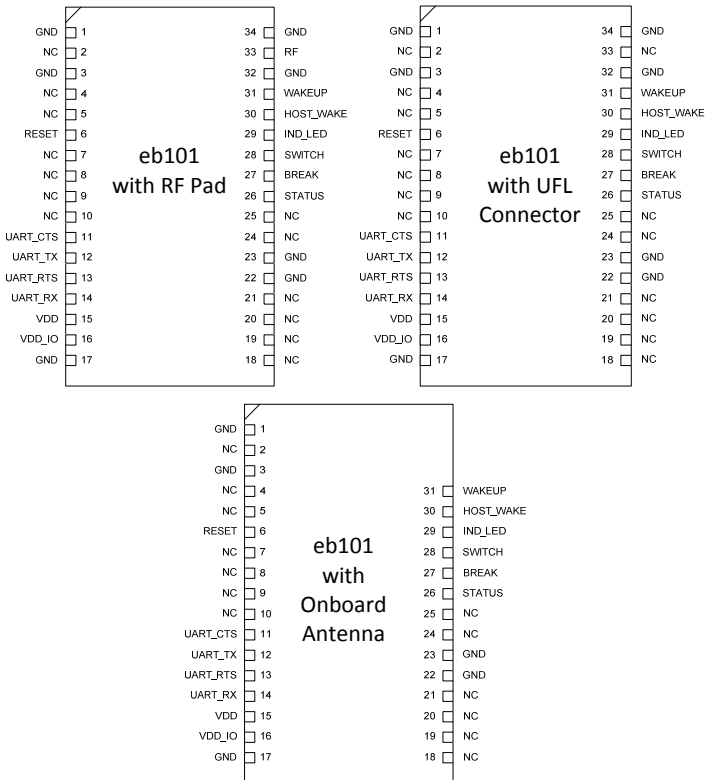 GND 1 34 GND
NC 2 33 RF
GND 3 32 GND
NC 4 31 WAKEUP
NC 5 30 HOST_WAKE
RESET 6 29 IND_LED
NC 7 28 SWITCH
NC 8 27 BREAK
NC 9 26 STATUS
NC 10 25 NC
UART_CTS 11 24 NC
UART_TX 12 23 GND
UART_RTS 13 22 GND
UART_RX 14 21 NC
VDD 15 20 NC
VDD_IO 16 19 NC
GND 17 18 NC
eb101
with RF Pad
GND 1 34 GND
NC 2 33 NC
GND 3 32 GND
NC 4 31 WAKEUP
NC 5 30 HOST_WAKE
RESET 6 29 IND_LED
NC 7 28 SWITCH
NC 8 27 BREAK
NC 9 26 STATUS
NC 10 25 NC
UART_CTS 11 24 NC
UART_TX 12 23 GND
UART_RTS 13 22 GND
UART_RX 14 21 NC
VDD 15 20 NC
VDD_IO 16 19 NC
GND 17 18 NC
eb101
with UFL
Connector
GND 1
NC 2
GND 3
NC 4 31 WAKEUP
NC 5 30 HOST_WAKE
RESET 6 29 IND_LED
NC 7 28 SWITCH
NC 8 27 BREAK
NC 9 26 STATUS
NC 10 25 NC
UART_CTS 11 24 NC
UART_TX 12 23 GND
UART_RTS 13 22 GND
UART_RX 14 21 NC
VDD 15 20 NC
VDD_IO 16 19 NC
GND 17 18 NC
eb101
with
Onboard
Antenna